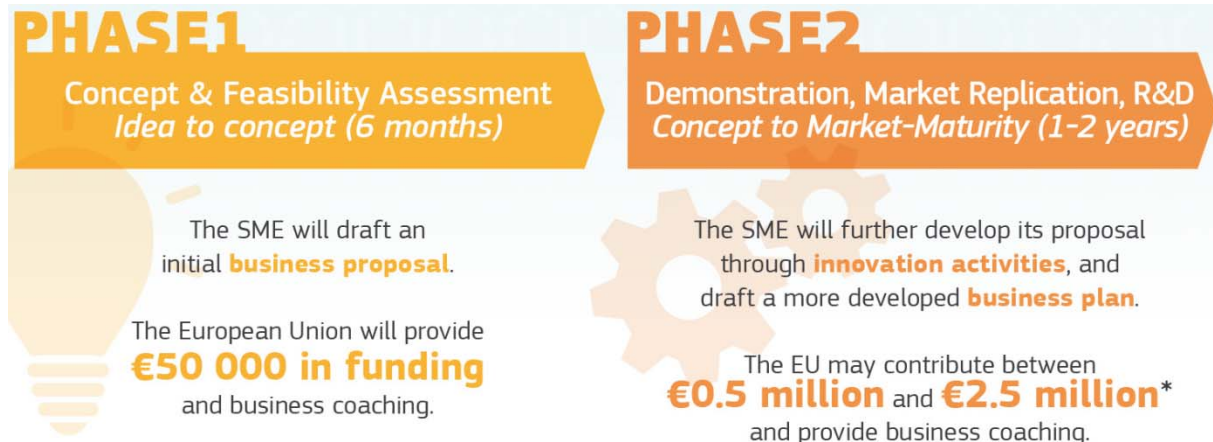 PHASE1
Concept & Feasibility Assessment
Idea to concept (6 months)
The SME will draft an
initial business proposal.
The European Union will provide
€50 000 in funding
and business coaching.
PHASE2
Demonstration, Market Replication, R&D
Concept to Market-Maturity (1-2 years)
The SME will further develop its proposal
through innovation activities, and
draft a more developed business plan.
The EU may contribute between
€0.5 million and €2.5 million*
and provide business coaching.